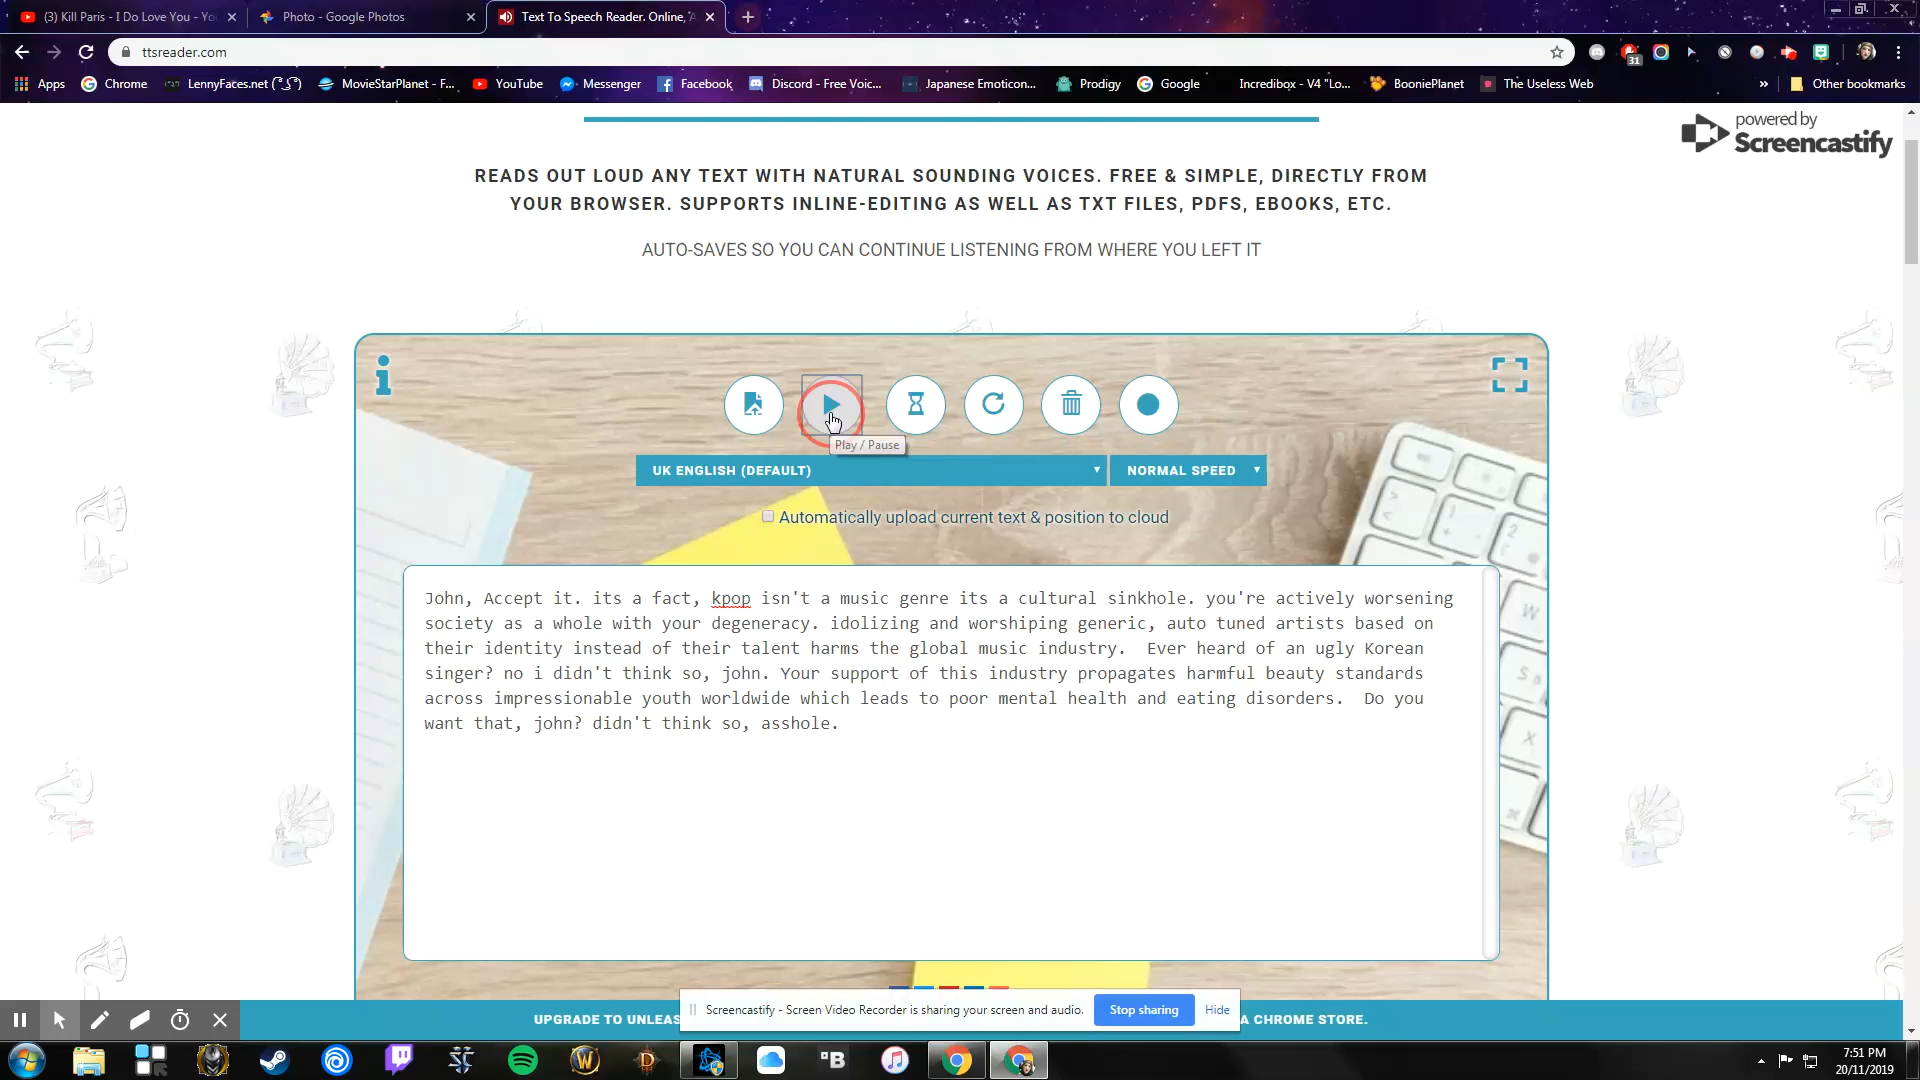 (3) Kill Paris - I Do Love You - Yo
Photo - Google Photos
Text To Speech Reader. Online,
ttsreader.com
31
Apps
Chrome
LennyFaces.net ( ͡° ͜ʖ ͡°)
MovieStarPlanet - F...
YouTube
Messenger
Facebook
Discord - Free Voic...
Japanese Emoticon...
Prodigy
Google
Incredibox - V4 "Lo...
BooniePlanet
The Useless Web
»
Other bookmarks
powered by
Screencastify
READS OUT LOUD ANY TEXT WITH NATURAL SOUNDING VOICES. FREE & SIMPLE, DIRECTLY FROM
YOUR BROWSER. SUPPORTS INLINE-EDITING AS WELL AS TXT FILES, PDFS, EBOOKS, ETC.
AUTO-SAVES SO YOU CAN CONTINUE LISTENING FROM WHERE YOU LEFT IT
Play / Pause
UK ENGLISH (DEFAULT)
NORMAL SPEED
Automatically upload current text & position to cloud
John, Accept it. its a fact, kpop isn't a music genre its a cultural sinkhole. you're actively worsening
society as a whole with your degeneracy. idolizing and worshiping generic, auto tuned artists based on
their identity instead of their talent harms the global music industry.  Ever heard of an ugly Korean
singer? no i didn't think so, john. Your support of this industry propagates harmful beauty standards
across impressionable youth worldwide which leads to poor mental health and eating disorders.  Do you
want that, john? didn't think so, asshole.
UPGRADE TO UNLEAS
Screencastify - Screen Video Recorder is sharing your screen and audio.
Stop sharing
Hide
A CHROME STORE.
7:51 PM
20/11/2019